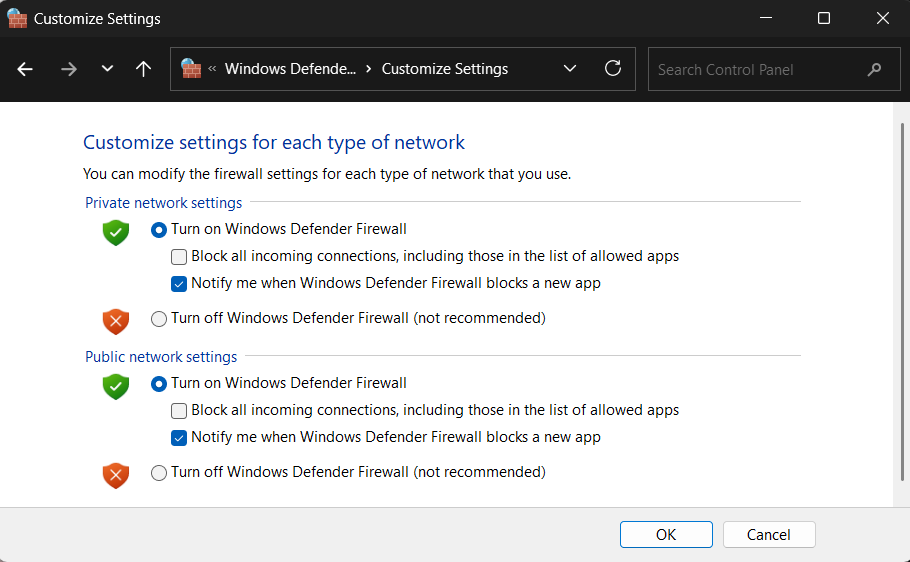 Customize Settings
« Windows Defende... › Customize Settings
Search Control Panel
Customize settings for each type of network
You can modify the firewall settings for each type of network that you use.
Private network settings
Turn on Windows Defender Firewall
Block all incoming connections, including those in the list of allowed apps
Notify me when Windows Defender Firewall blocks a new app
Turn off Windows Defender Firewall (not recommended)
Public network settings
Turn on Windows Defender Firewall
Block all incoming connections, including those in the list of allowed apps
Notify me when Windows Defender Firewall blocks a new app
Turn off Windows Defender Firewall (not recommended)
OK
Cancel